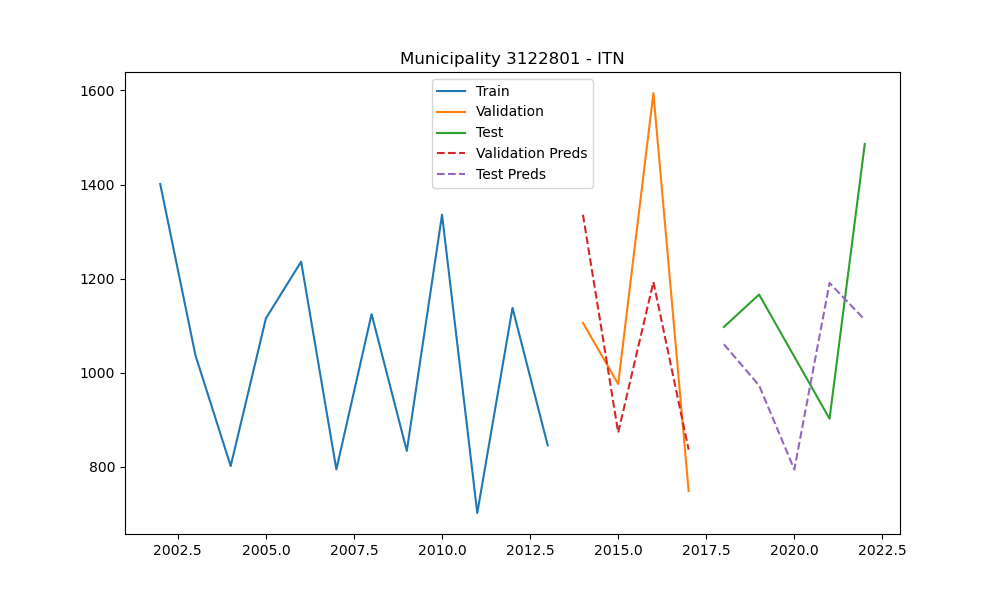 Municipality 3122801 - ITN
Train
Validation
Test
Validation Preds
Test Preds
1600
1400
1200
1000
800
2002.5 2005.0 2007.5 2010.0 2012.5 2015.0 2017.5 2020.0 2022.5